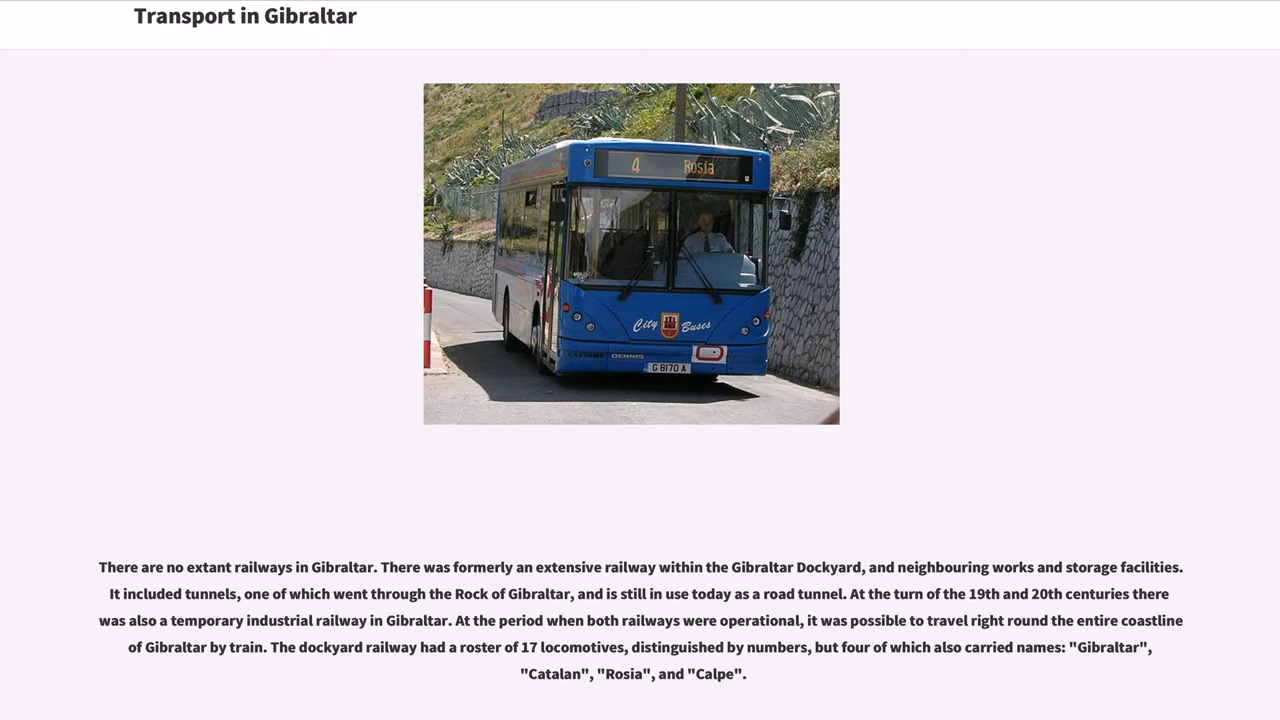 Transport in Gibraltar
4 Rosia
City Buses
CAETANO DENNIS
G 8170 A
There are no extant railways in Gibraltar. There was formerly an extensive railway within the Gibraltar Dockyard, and neighbouring works and storage facilities.
It included tunnels, one of which went through the Rock of Gibraltar, and is still in use today as a road tunnel. At the turn of the 19th and 20th centuries there
was also a temporary industrial railway in Gibraltar. At the period when both railways were operational, it was possible to travel right round the entire coastline
of Gibraltar by train. The dockyard railway had a roster of 17 locomotives, distinguished by numbers, but four of which also carried names: "Gibraltar",
"Catalan", "Rosia", and "Calpe".